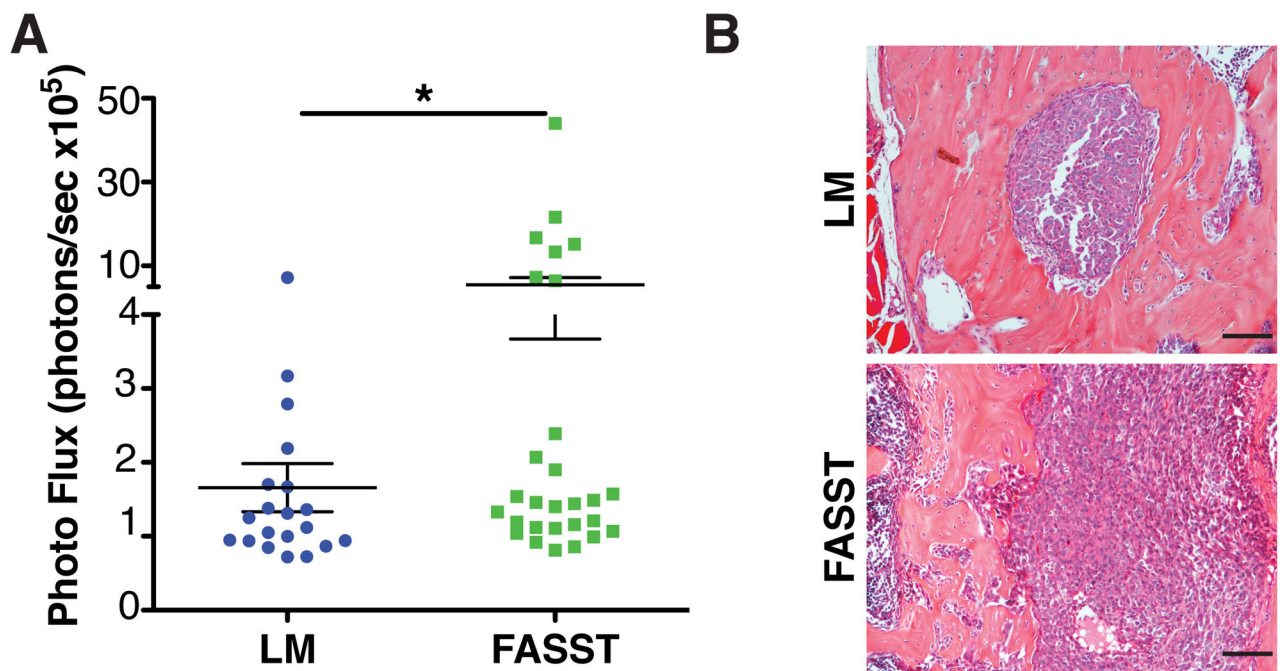 A
B
Photo Flux (photons/sec x10⁵)
50
30
10
4
3
2
1
0
*
LM
FASST
LM
FASST